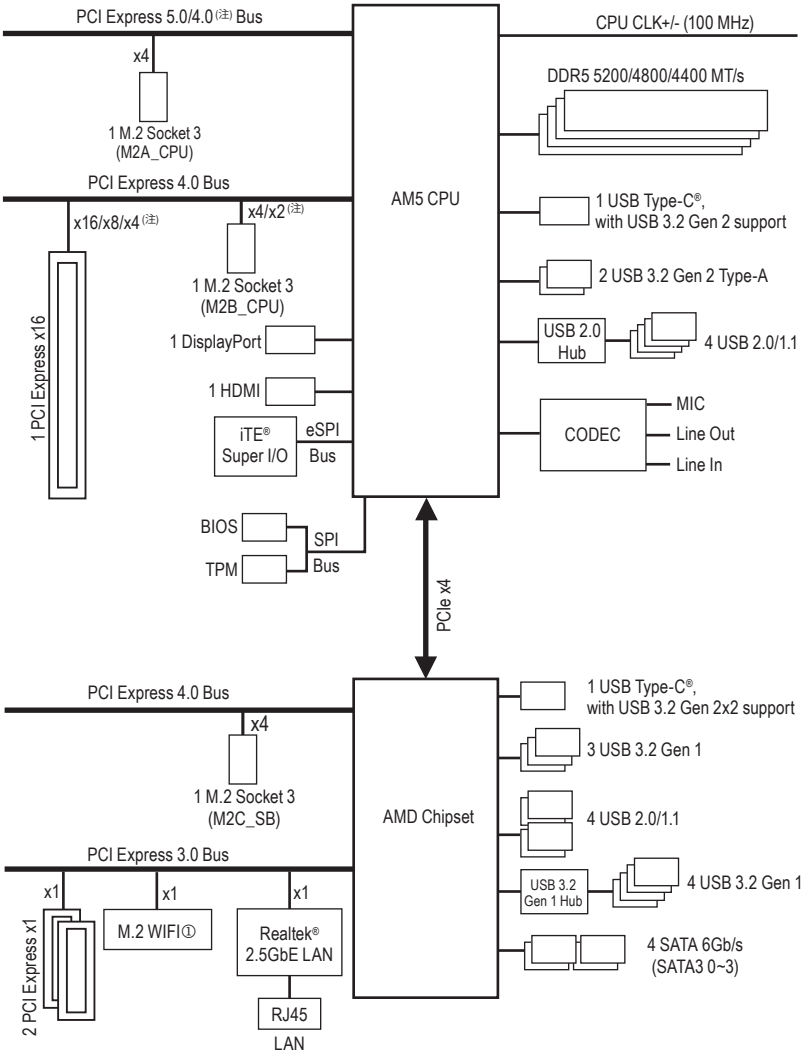 PCI Express 5.0/4.0 (注) Bus
x4
1 M.2 Socket 3
(M2A_CPU)
PCI Express 4.0 Bus
x16/x8/x4 (注)
1 PCI Express x16
x4/x2 (注)
1 M.2 Socket 3
(M2B_CPU)
1 DisplayPort
1 HDMI
iTE®
Super I/O
eSPI
Bus
BIOS
TPM
SPI
Bus
AM5 CPU
CPU CLK+/- (100 MHz)
DDR5 5200/4800/4400 MT/s
1 USB Type-C®,
with USB 3.2 Gen 2 support
2 USB 3.2 Gen 2 Type-A
USB 2.0
Hub
4 USB 2.0/1.1
CODEC
MIC
Line Out
Line In
PCIe x4
PCI Express 4.0 Bus
x4
1 M.2 Socket 3
(M2C_SB)
PCI Express 3.0 Bus
x1
2 PCI Express x1
x1
M.2 WIFI①
x1
Realtek®
2.5GbE LAN
RJ45
LAN
AMD Chipset
1 USB Type-C®,
with USB 3.2 Gen 2x2 support
3 USB 3.2 Gen 1
4 USB 2.0/1.1
USB 3.2
Gen 1 Hub
4 USB 3.2 Gen 1
4 SATA 6Gb/s
(SATA3 0~3)